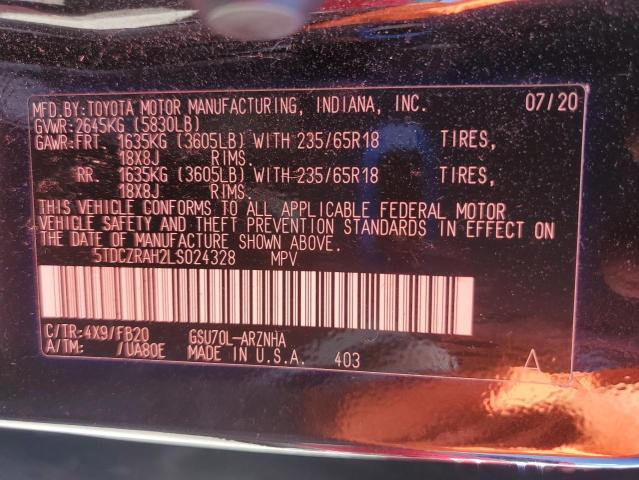 MFD.BY:TOYOTA MOTOR MANUFACTURING, INDIANA, INC. 07/20
GVWR:2645KG (5830LB)
GAWR:FRT. 1635KG (3605LB) WITH 235/65R18 TIRES,
18X8J RIMS.
RR. 1635KG (3605LB) WITH 235/65R18 TIRES,
18X8J RIMS.
THIS VEHICLE CONFORMS TO ALL APPLICABLE FEDERAL MOTOR
VEHICLE SAFETY AND THEFT PREVENTION STANDARDS IN EFFECT ON
THE DATE OF MANUFACTURE SHOWN ABOVE.
5TDCZRAH2LS024328 MPV
C/TR:4X9/FB20 GSU70L-ARZNHA
A/TM: /UA80E MADE IN U.S.A. 403 A